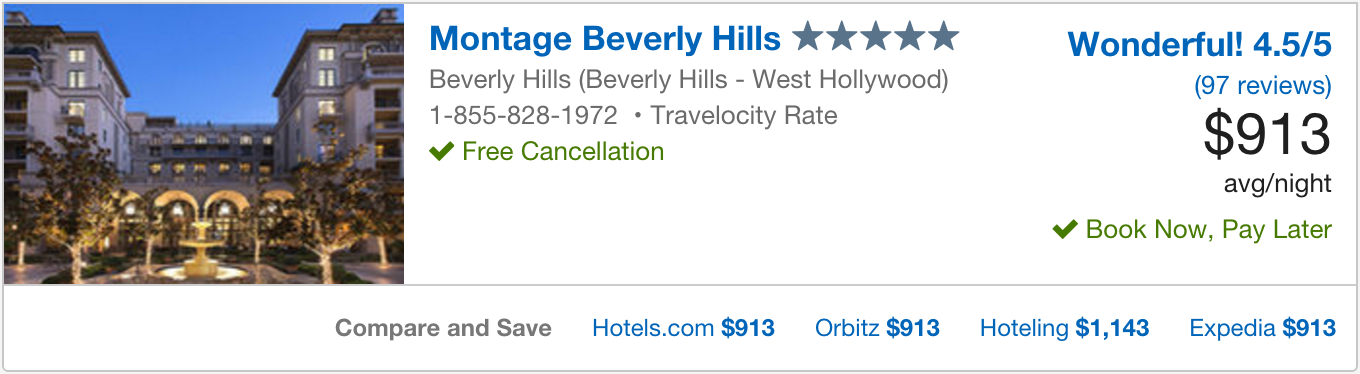 Montage Beverly Hills
Beverly Hills (Beverly Hills - West Hollywood)
1-855-828-1972 • Travelocity Rate
Free Cancellation
Wonderful! 4.5/5
(97 reviews)
$913
avg/night
Book Now, Pay Later
Compare and Save Hotels.com $913 Orbitz $913 Hoteling $1,143 Expedia $913